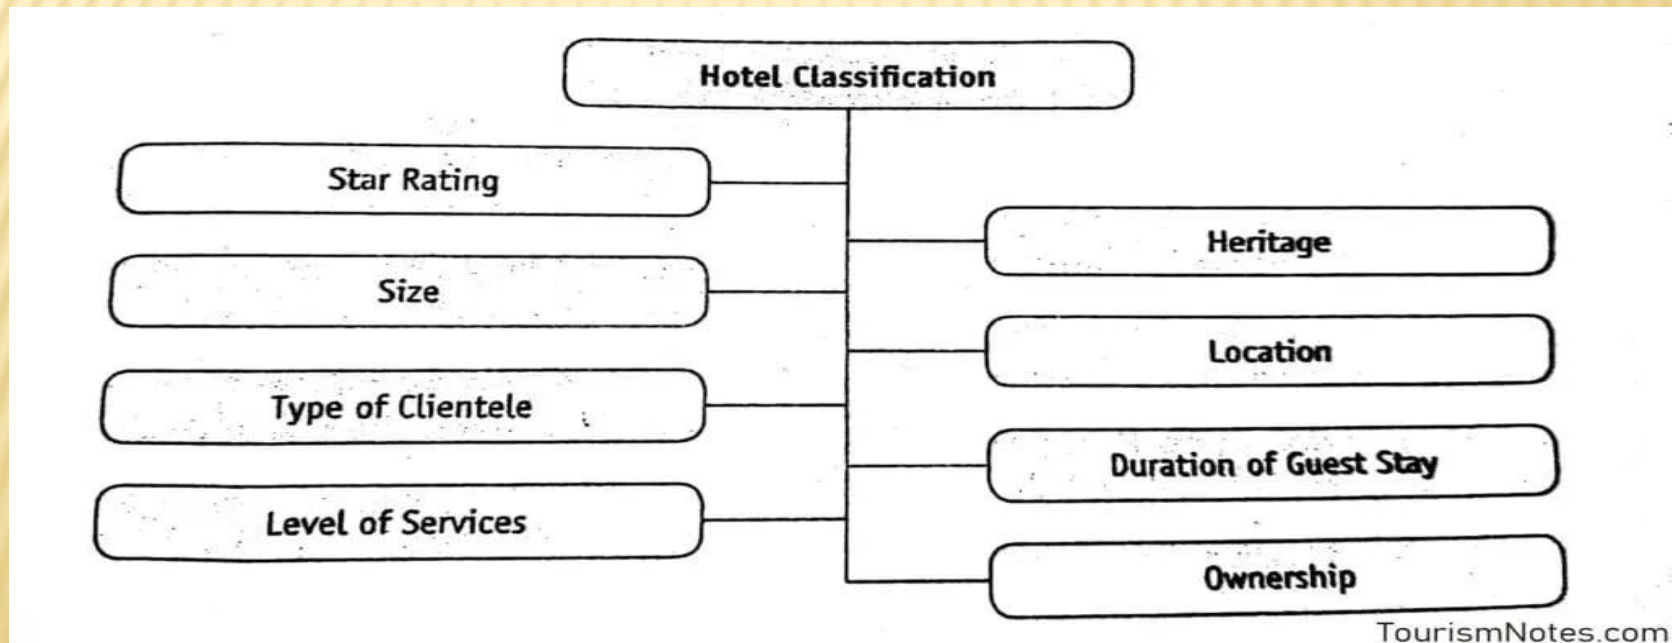 Hotel Classification
Star Rating
Size
Type of Clientele
Level of Services
Heritage
Location
Duration of Guest Stay
Ownership
TourismNotes.com